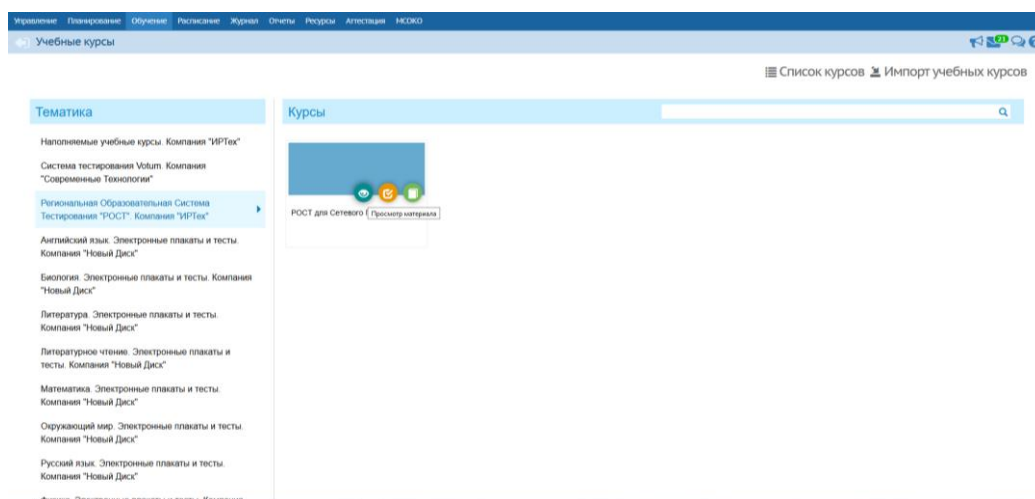 Управление Планирование Обучение Расписание Журнал Отчеты Ресурсы Аттестация МСОКО
Учебные курсы
21
Список курсов Импорт учебных курсов
Тематика
Курсы
Наполняемые учебные курсы. Компания "ИРТех"
Система тестирования Votum. Компания
"Современные Технологии"
Региональная Образовательная Система
Тестирования "РОСТ". Компания "ИРТех"
РОСТ для Сетевого
Просмотр материала
Английский язык. Электронные плакаты и тесты.
Компания "Новый Диск"
Биология. Электронные плакаты и тесты. Компания
"Новый Диск"
Литература. Электронные плакаты и тесты.
Компания "Новый Диск"
Литературное чтение. Электронные плакаты и
тесты. Компания "Новый Диск"
Математика. Электронные плакаты и тесты.
Компания "Новый Диск"
Окружающий мир. Электронные плакаты и тесты.
Компания "Новый Диск"
Русский язык. Электронные плакаты и тесты.
Компания "Новый Диск"